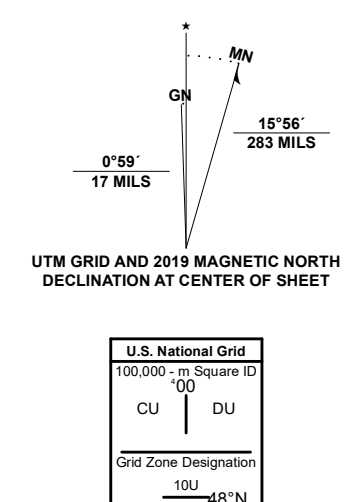 ★
MN
GN
15°56´
283 MILS
0°59´
17 MILS
UTM GRID AND 2019 MAGNETIC NORTH
DECLINATION AT CENTER OF SHEET
U.S. National Grid
100,000 - m Square ID
⁴00
CU DU
Grid Zone Designation
10U
48°N